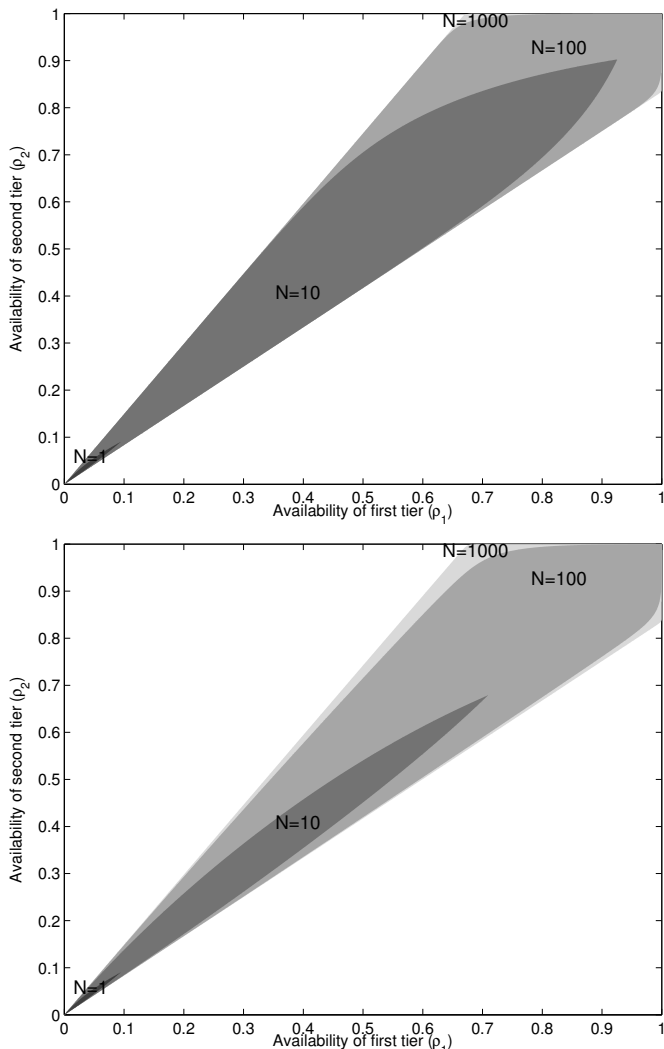 1
N=1000
N=100
0.9
0.8
0.7
0.6
Availability of second tier (ρ2)
0.5
N=10
0.4
0.3
0.2
0.1
N=1
0
0 0.1 0.2 0.3 0.4 0.5 0.6 0.7 0.8 0.9 1
Availability of first tier (ρ1)
1
N=1000
N=100
0.9
0.8
0.7
0.6
Availability of second tier (ρ2)
0.5
N=10
0.4
0.3
0.2
0.1
N=1
0
0 0.1 0.2 0.3 0.4 0.5 0.6 0.7 0.8 0.9 1
Availability of first tier (ρ1)